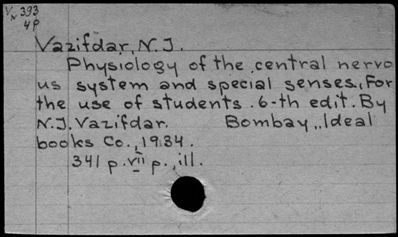 V 393
N 4P
Vazifdar, N.J.
Physiology of the central nervo
us system and special senses, For
the use of students. 6-th edit. By
N.J. Vazifdar. Bombay, Ideal
books Co., 1934.
341 p. VII p., ill.